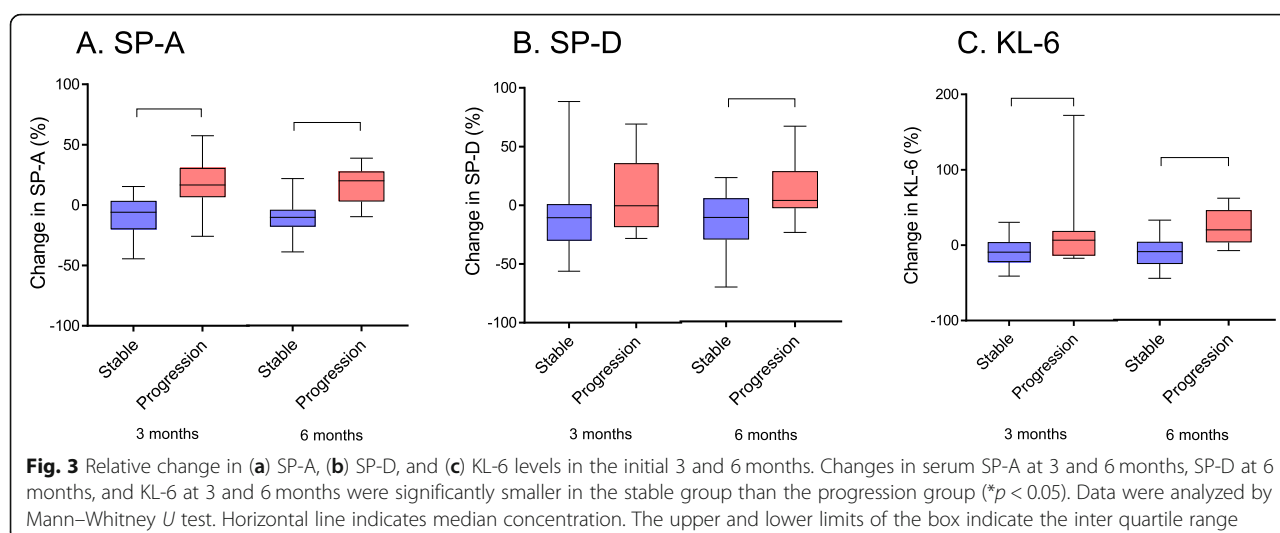 A. SP-A
B. SP-D
C. KL-6
Change in SP-A (%)
100
50
0
-50
-100
Stable
Progression
Stable
Progression
3 months
6 months
Change in SP-D (%)
100
50
0
-50
-100
Stable
Progression
Stable
Progression
3 months
6 months
Change in KL-6 (%)
200
100
0
-100
Stable
Progression
Stable
Progression
3 months
6 months
Fig. 3 Relative change in (a) SP-A, (b) SP-D, and (c) KL-6 levels in the initial 3 and 6 months. Changes in serum SP-A at 3 and 6 months, SP-D at 6
months, and KL-6 at 3 and 6 months were significantly smaller in the stable group than the progression group (*p < 0.05). Data were analyzed by
Mann–Whitney U test. Horizontal line indicates median concentration. The upper and lower limits of the box indicate the inter quartile range